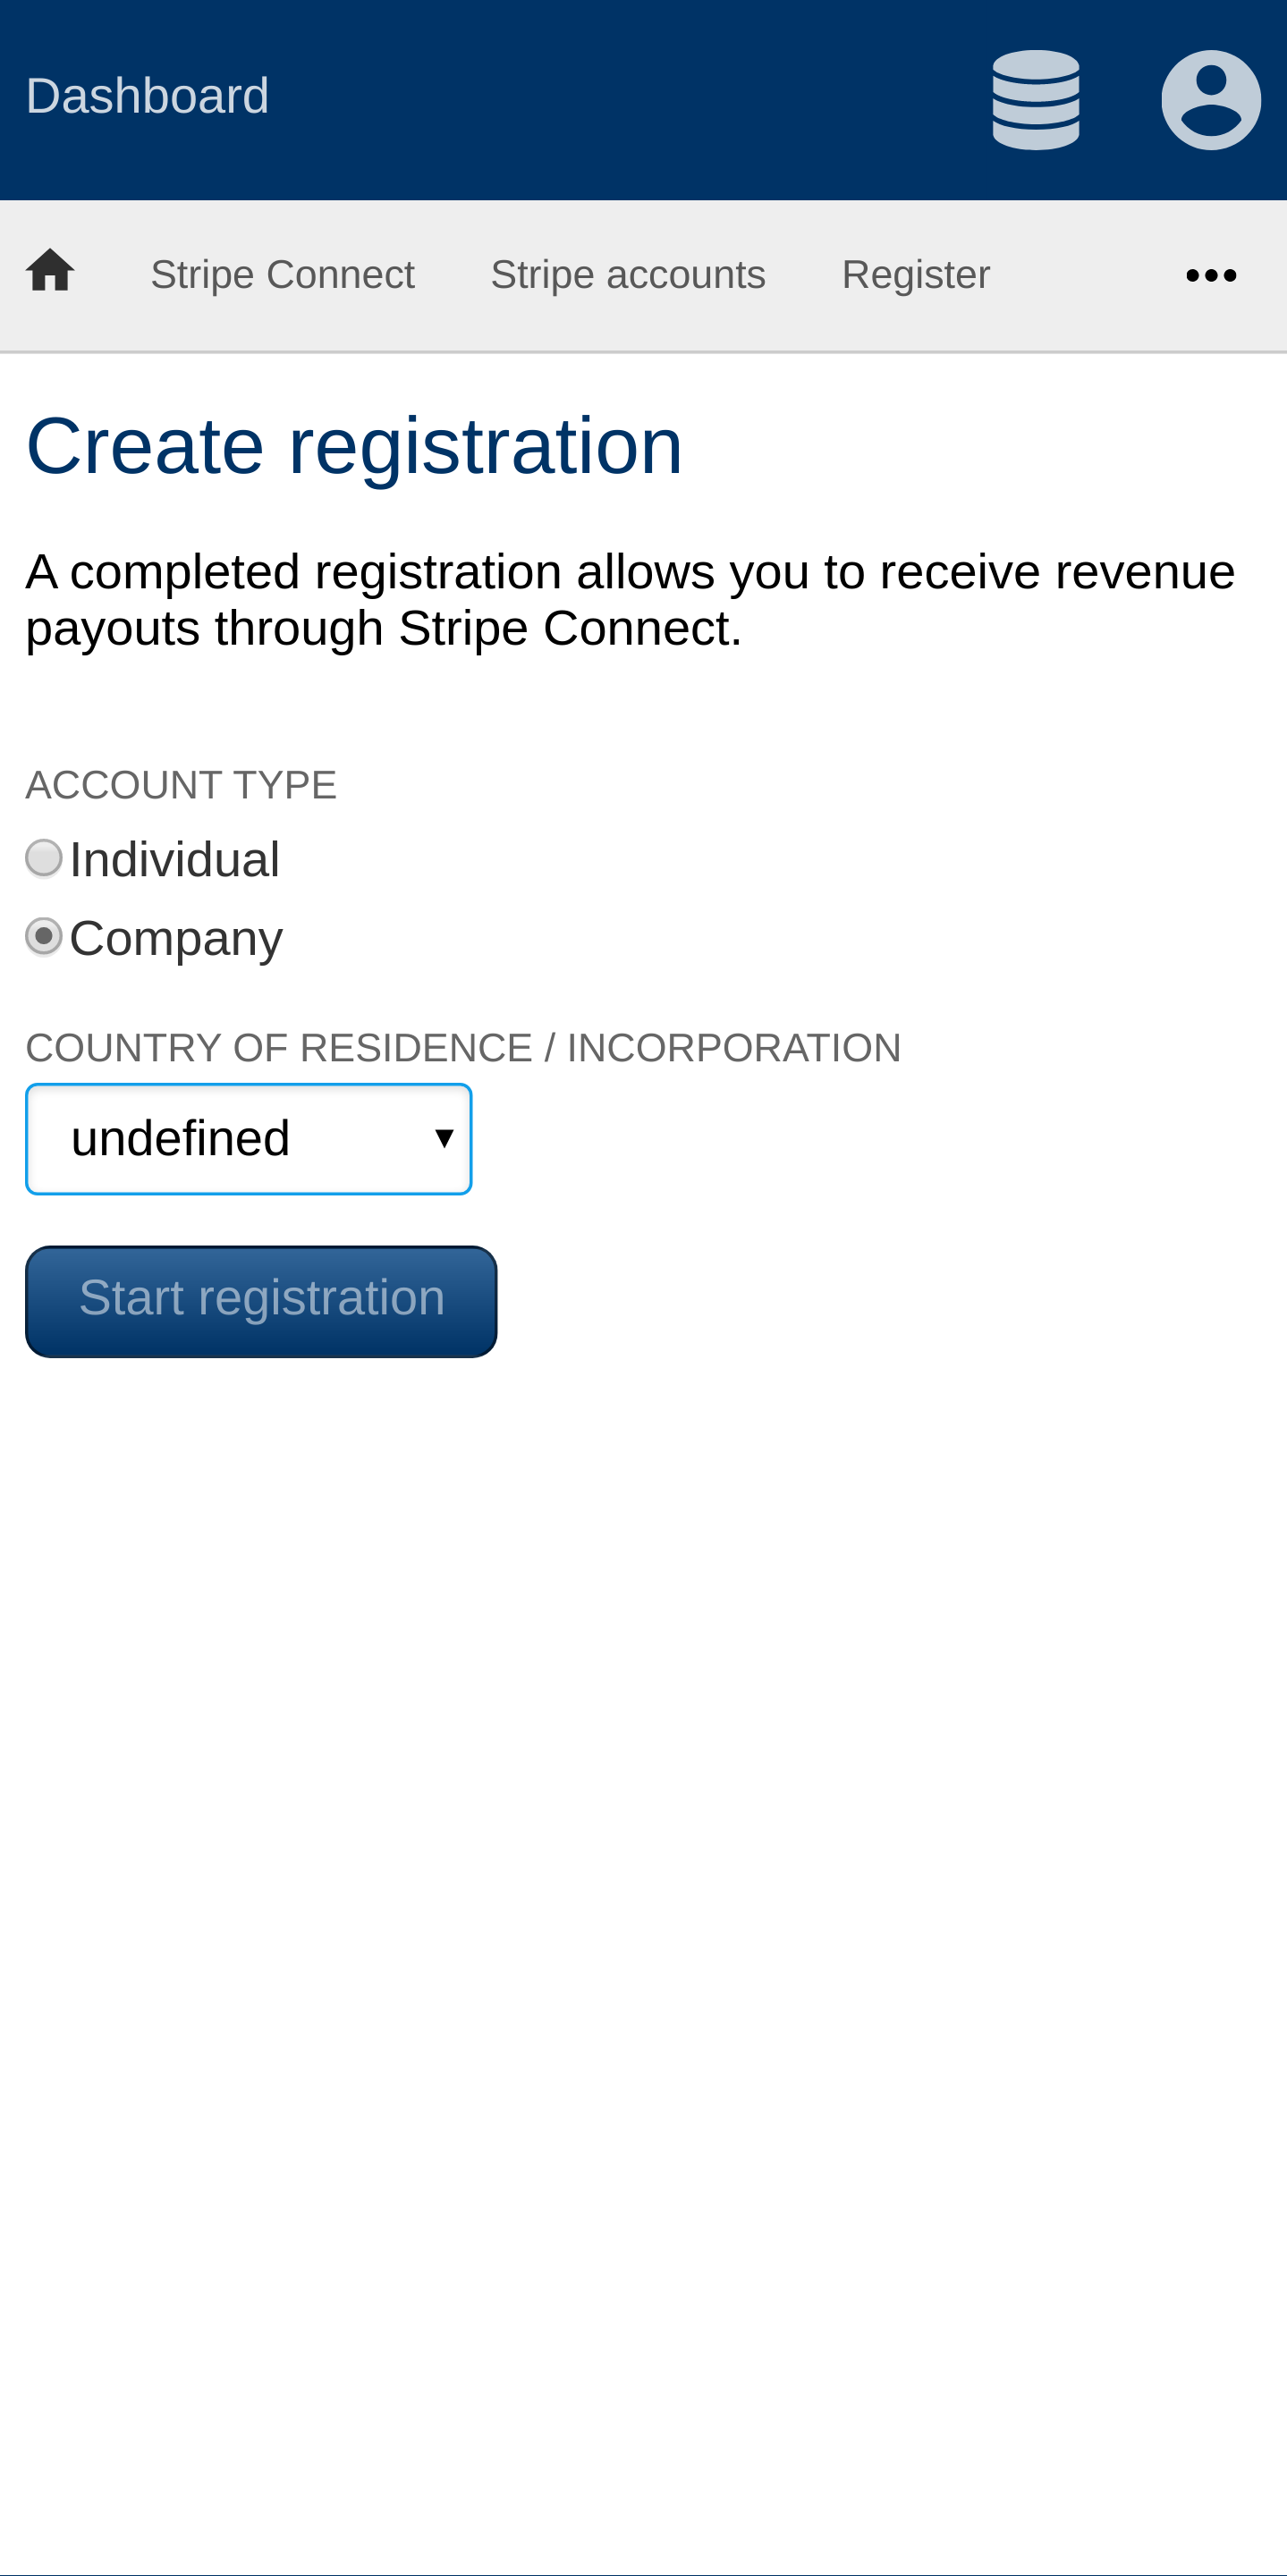 Dashboard
Stripe Connect
Stripe accounts
Register
Create registration
A completed registration allows you to receive revenue
payouts through Stripe Connect.
ACCOUNT TYPE
Individual
Company
COUNTRY OF RESIDENCE / INCORPORATION
undefined
Start registration